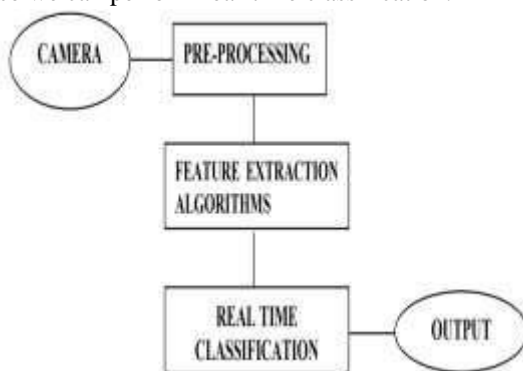 CAMERA
PRE-PROCESSING
FEATURE EXTRACTION
ALGORITHMS
REAL TIME
CLASSIFICATION
OUTPUT